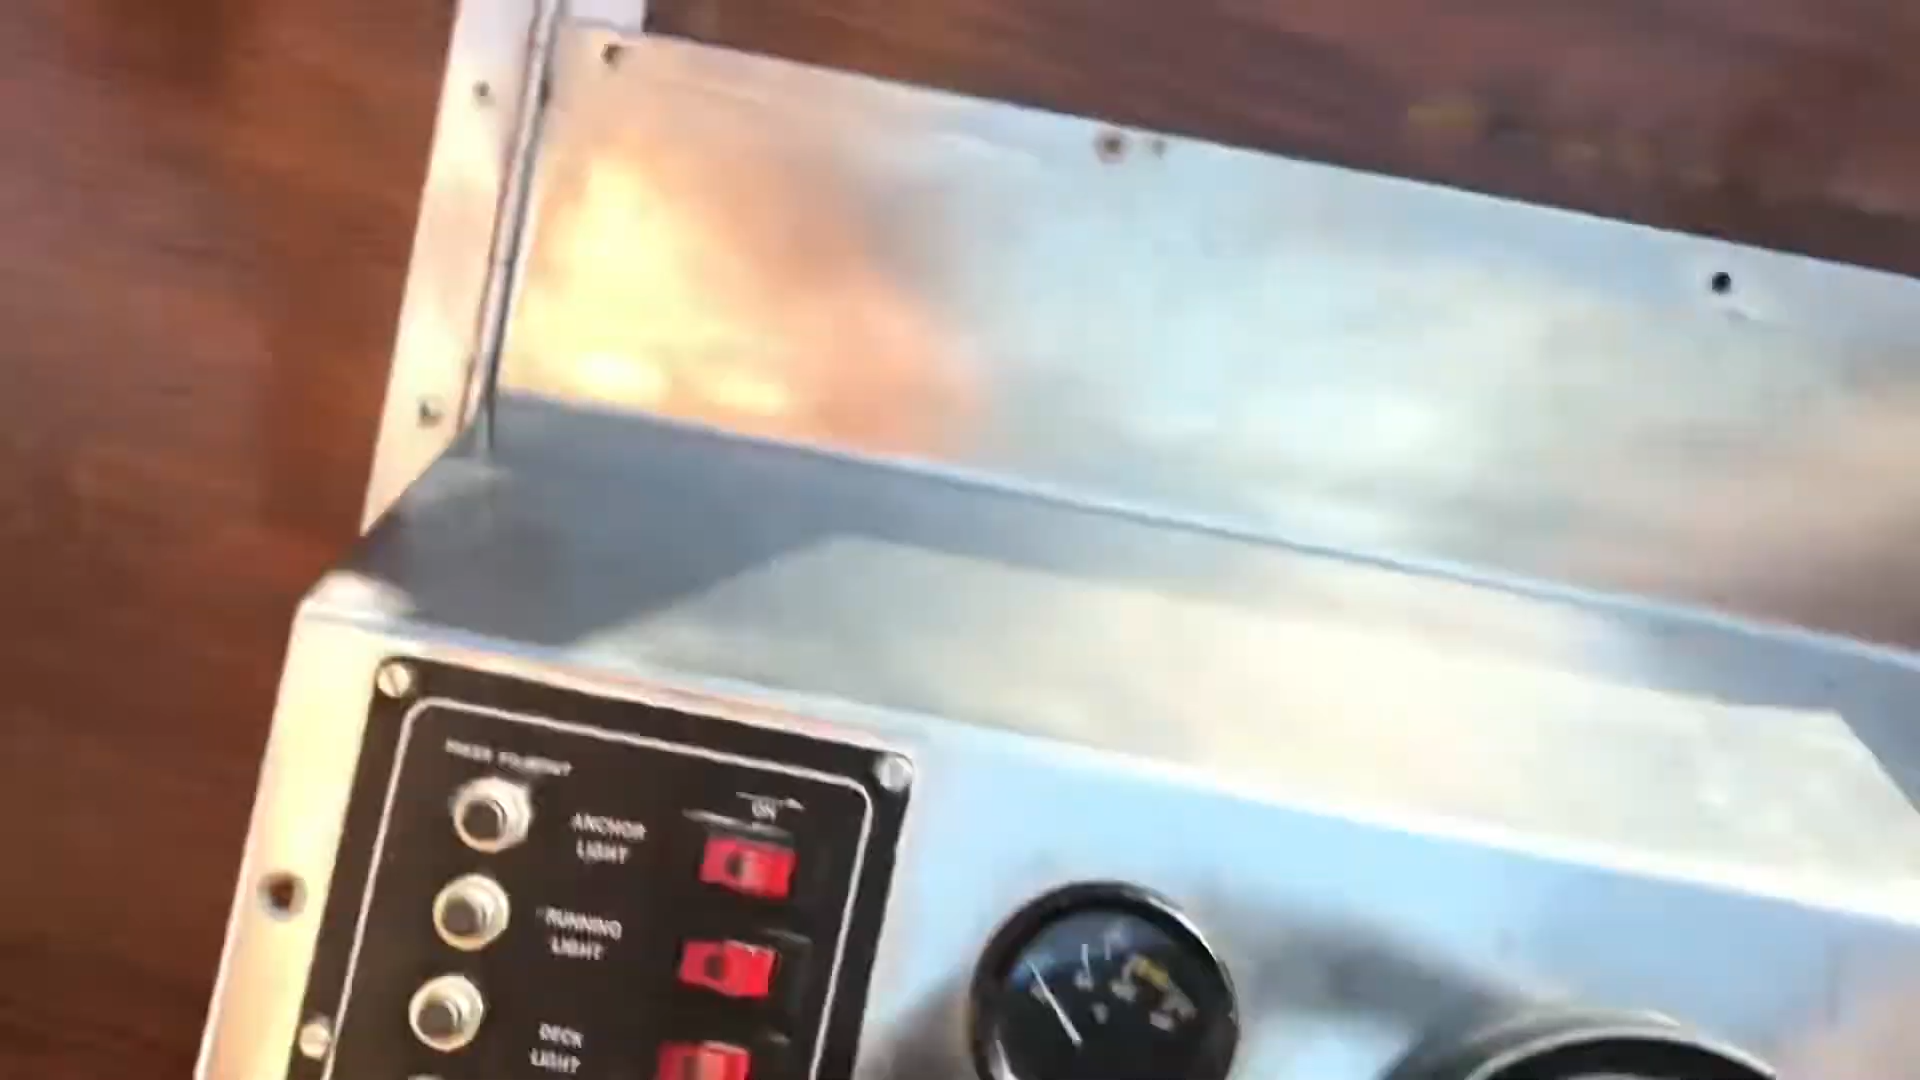 ON
ANCHOR
LIGHT
RUNNING
LIGHT
DECK
LIGHT